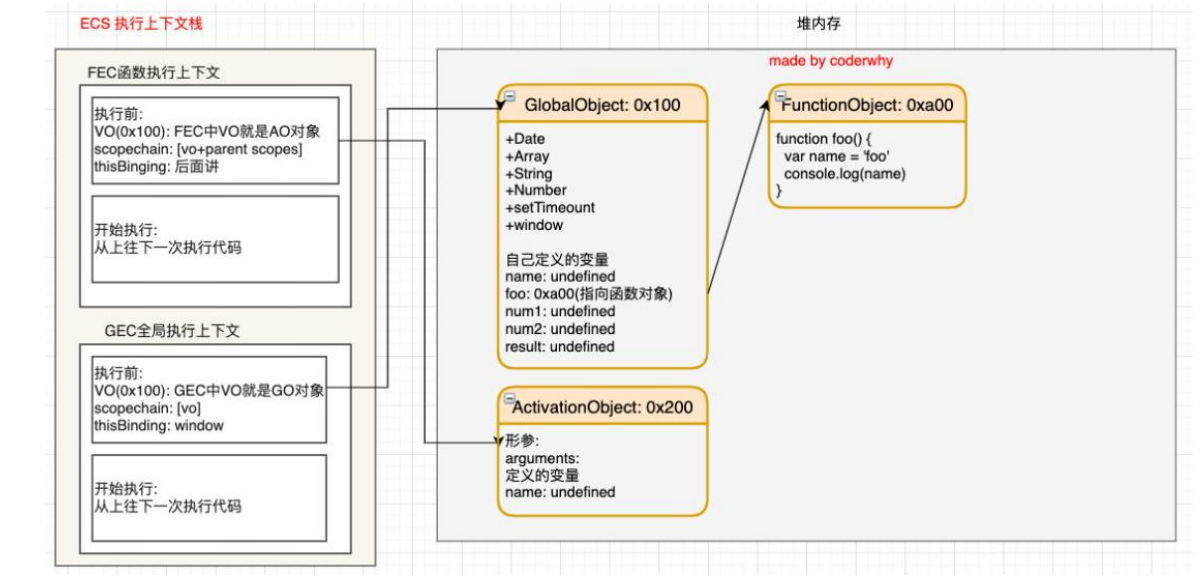 ECS 执行上下文栈
FEC函数执行上下文
执行前:
VO(0x100): FEC中VO就是AO对象
scopechain: [vo+parent scopes]
thisBinging: 后面讲
开始执行:
从上往下一次执行代码
GEC全局执行上下文
执行前:
VO(0x100): GEC中VO就是GO对象
scopechain: [vo]
thisBinding: window
开始执行:
从上往下一次执行代码
堆内存
made by coderwhy
GlobalObject: 0x100
+Date
+Array
+String
+Number
+setTimeount
+window
自己定义的变量
name: undefined
foo: 0xa00(指向函数对象)
num1: undefined
num2: undefined
result: undefined
FunctionObject: 0xa00
function foo() {
var name = 'foo'
console.log(name)
}
ActivationObject: 0x200
形参:
arguments:
定义的变量
name: undefined